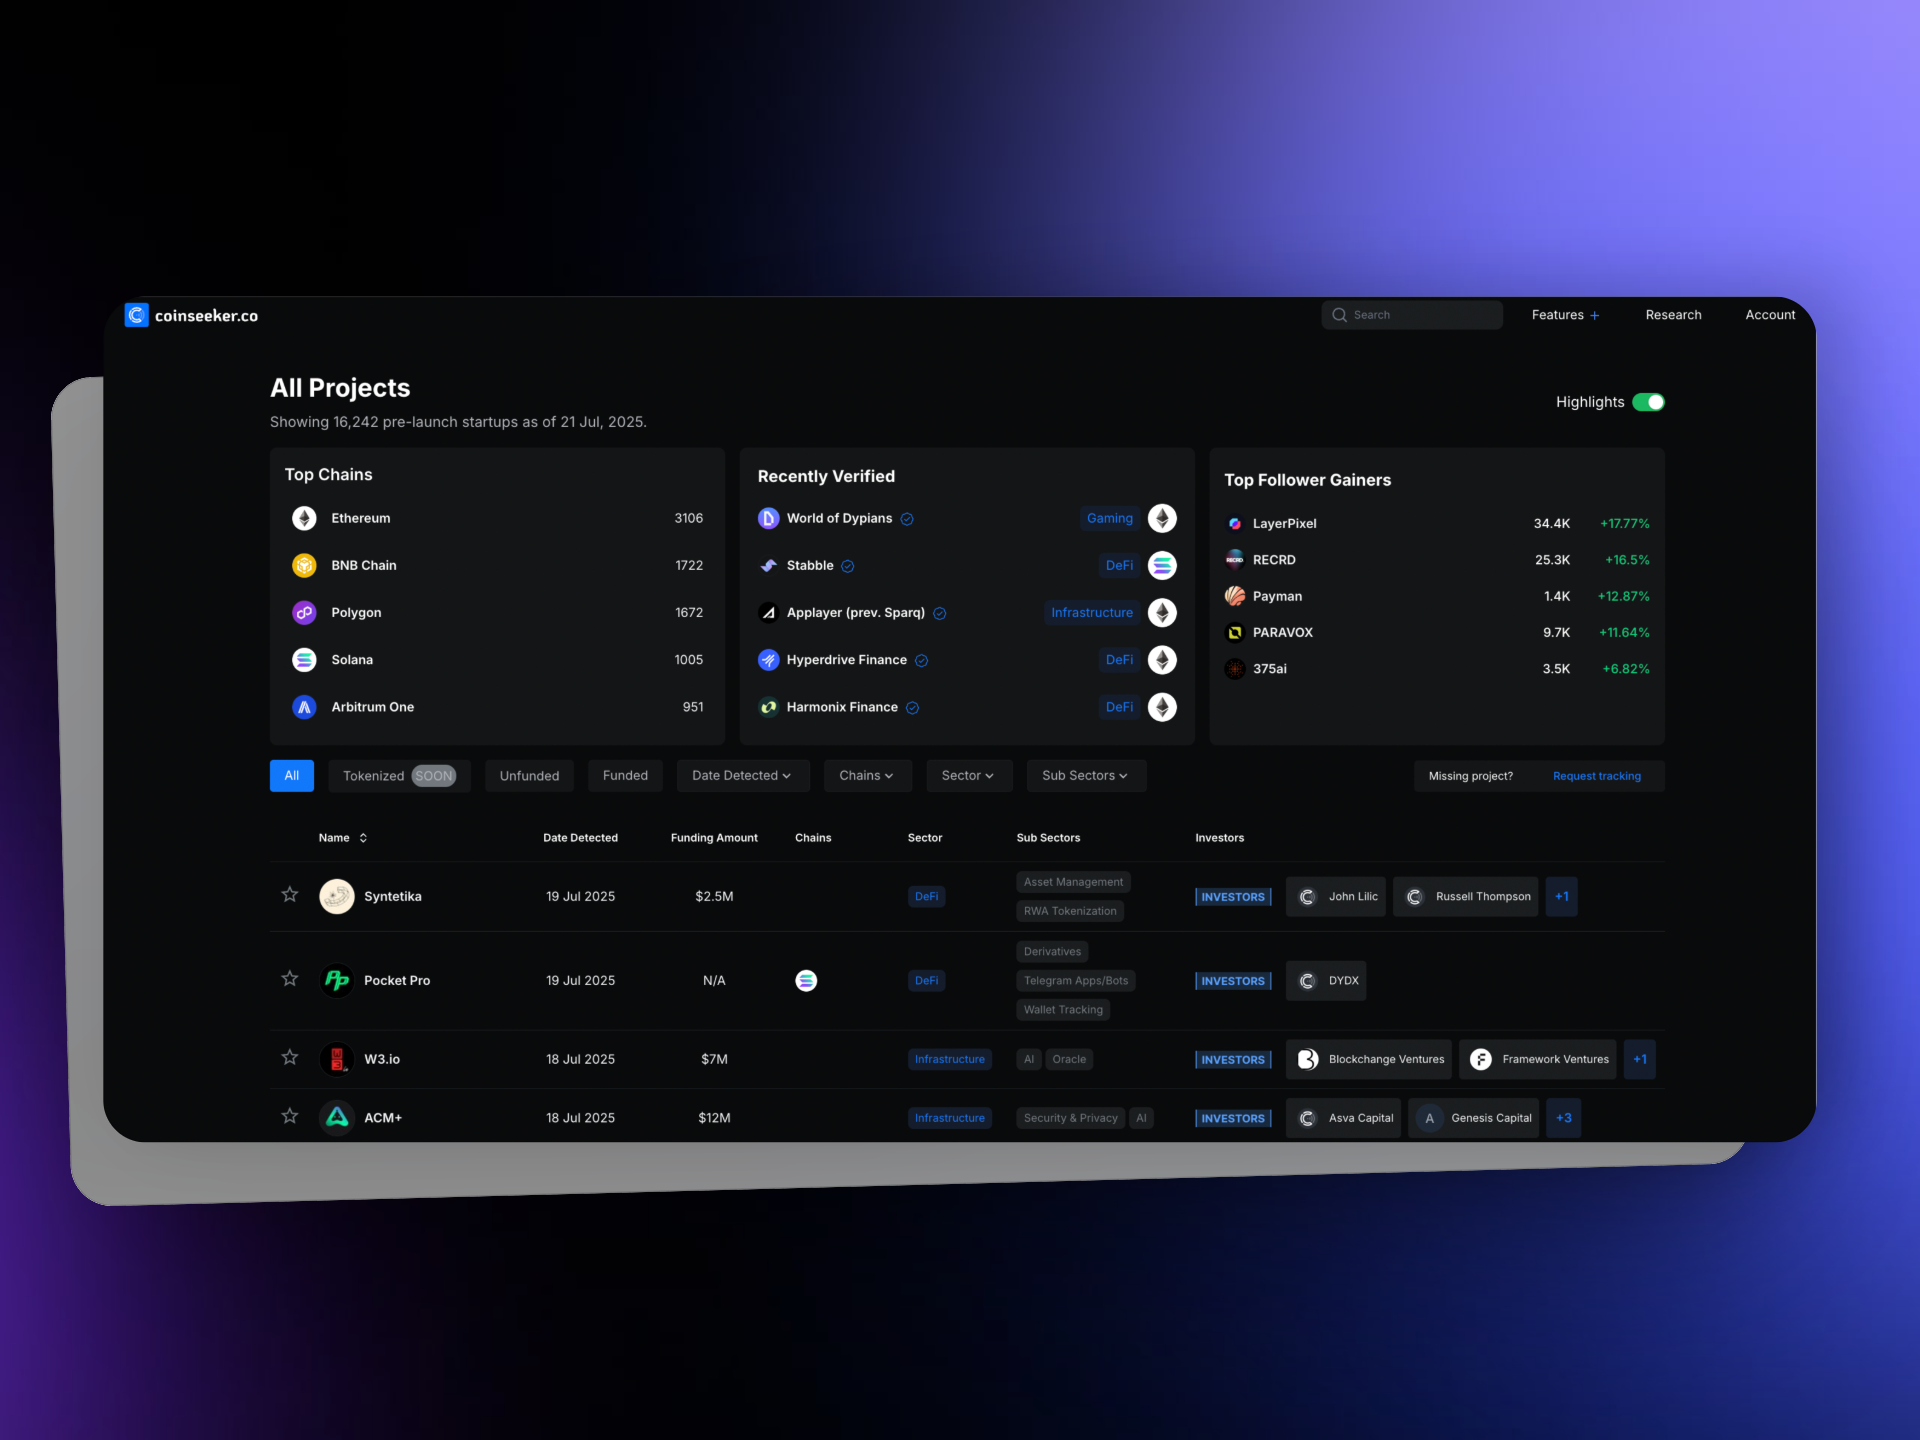 coinseeker.co
Search
Features +
Research
Account
All Projects
Showing 16,242 pre-launch startups as of 21 Jul, 2025.
Highlights
Top Chains
Ethereum 3106
BNB Chain 1722
Polygon 1672
Solana 1005
Arbitrum One 951
Recently Verified
World of Dypians Gaming
Stabble DeFi
Applayer (prev. Sparq) Infrastructure
Hyperdrive Finance DeFi
Harmonix Finance DeFi
Top Follower Gainers
LayerPixel 34.4K +17.77%
RECRD 25.3K +16.5%
Payman 1.4K +12.87%
PARAVOX 9.7K +11.64%
375ai 3.5K +6.82%
All Tokenized SOON Unfunded Funded Date Detected Chains Sector Sub Sectors Missing project? Request tracking
Name Date Detected Funding Amount Chains Sector Sub Sectors Investors
Syntetika 19 Jul 2025 $2.5M DeFi Asset Management RWA Tokenization INVESTORS John Lilic Russell Thompson +1
Pocket Pro 19 Jul 2025 N/A DeFi Derivatives Telegram Apps/Bots Wallet Tracking INVESTORS DYDX
W3.io 18 Jul 2025 $7M Infrastructure AI Oracle INVESTORS Blockchange Ventures Framework Ventures +1
ACM+ 18 Jul 2025 $12M Infrastructure Security & Privacy AI INVESTORS Asva Capital A Genesis Capital +3